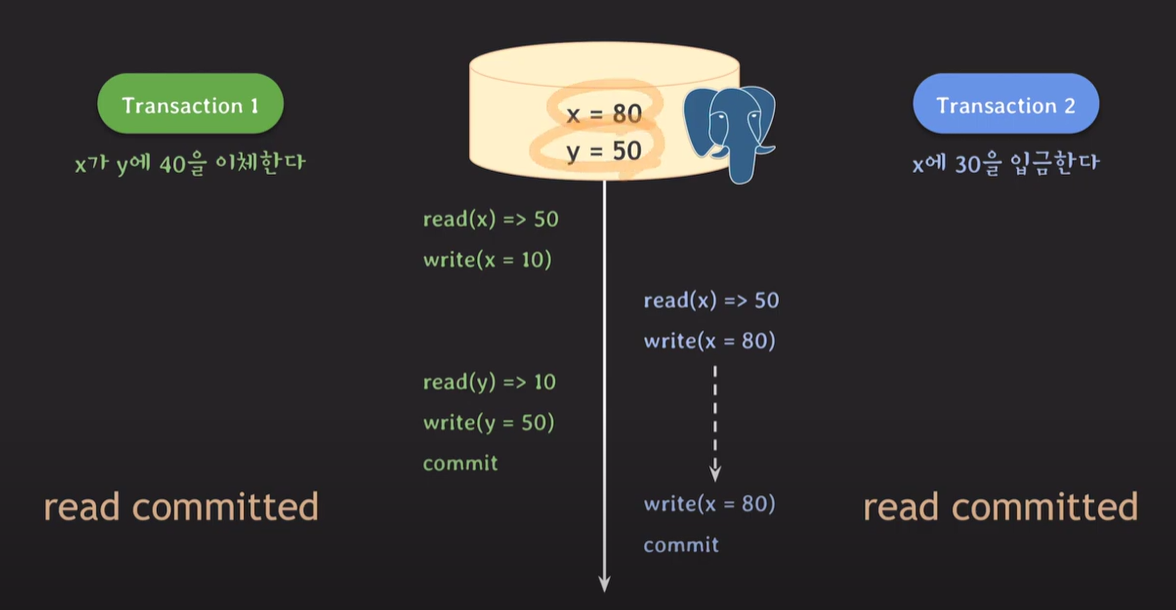 Transaction 1
x가 y에 40을 이체한다
x = 80
y = 50
Transaction 2
x에 30을 입금한다
read(x) => 50
write(x = 10)
read(x) => 50
write(x = 80)
read(y) => 10
write(y = 50)
commit
write(x = 80)
commit
read committed
read committed